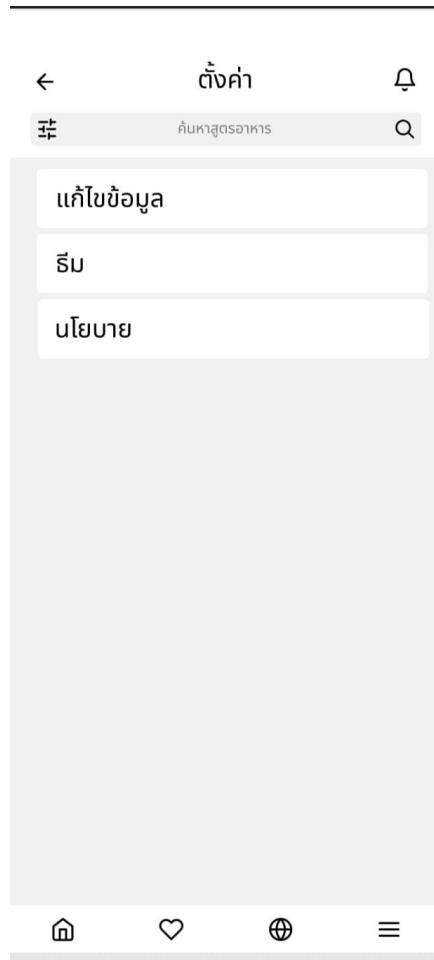 ตั้งค่า
ค้นหาสูตรอาหาร
แก้ไขข้อมูล
ธีม
นโยบาย